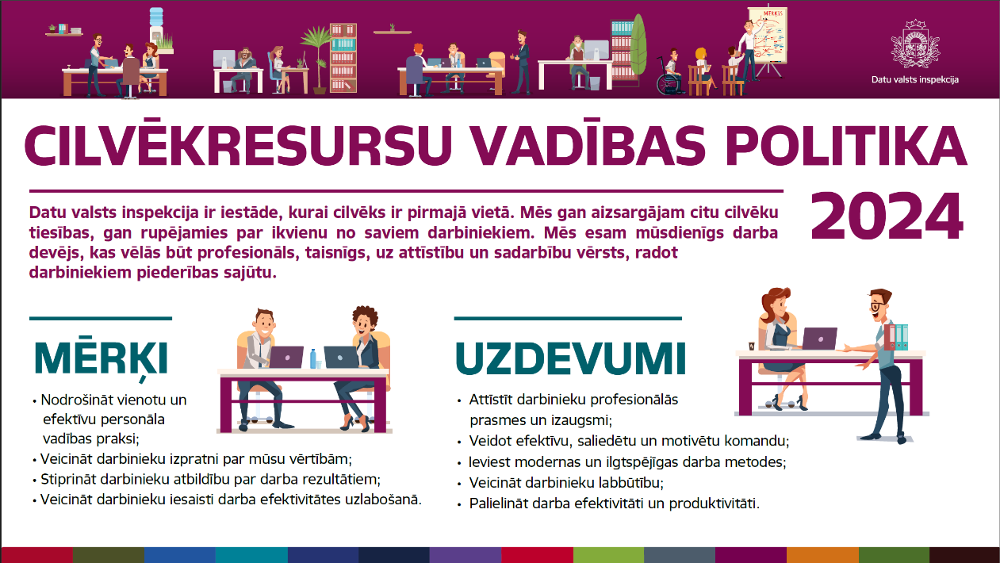 MĒRĶIS
Datu valsts inspekcija
CILVĒKRESURSU VADĪBAS POLITIKA
2024
Datu valsts inspekcija ir iestāde, kurai cilvēks ir pirmajā vietā. Mēs gan aizsargājam citu cilvēku
tiesības, gan rupējamies par ikvienu no saviem darbiniekiem. Mēs esam mūsdienīgs darba
devējs, kas vēlās būt profesionāls, taisnīgs, uz attīstību un sadarbību vērsts, radot
darbiniekiem piederības sajūtu.
MĒRĶI
• Nodrošināt vienotu un
efektīvu personāla
vadības praksi;
• Veicināt darbinieku izpratni par mūsu vērtībām;
• Stiprināt darbinieku atbildību par darba rezultātiem;
• Veicināt darbinieku iesaisti darba efektivitātes uzlabošanā.
UZDEVUMI
• Attīstīt darbinieku profesionālās
prasmes un izaugsmi;
• Veidot efektīvu, saliedētu un motivētu komandu;
• Ieviest modernas un ilgtspējīgas darba metodes;
• Veicināt darbinieku labbūtību;
• Palielināt darba efektivitāti un produktivitāti.